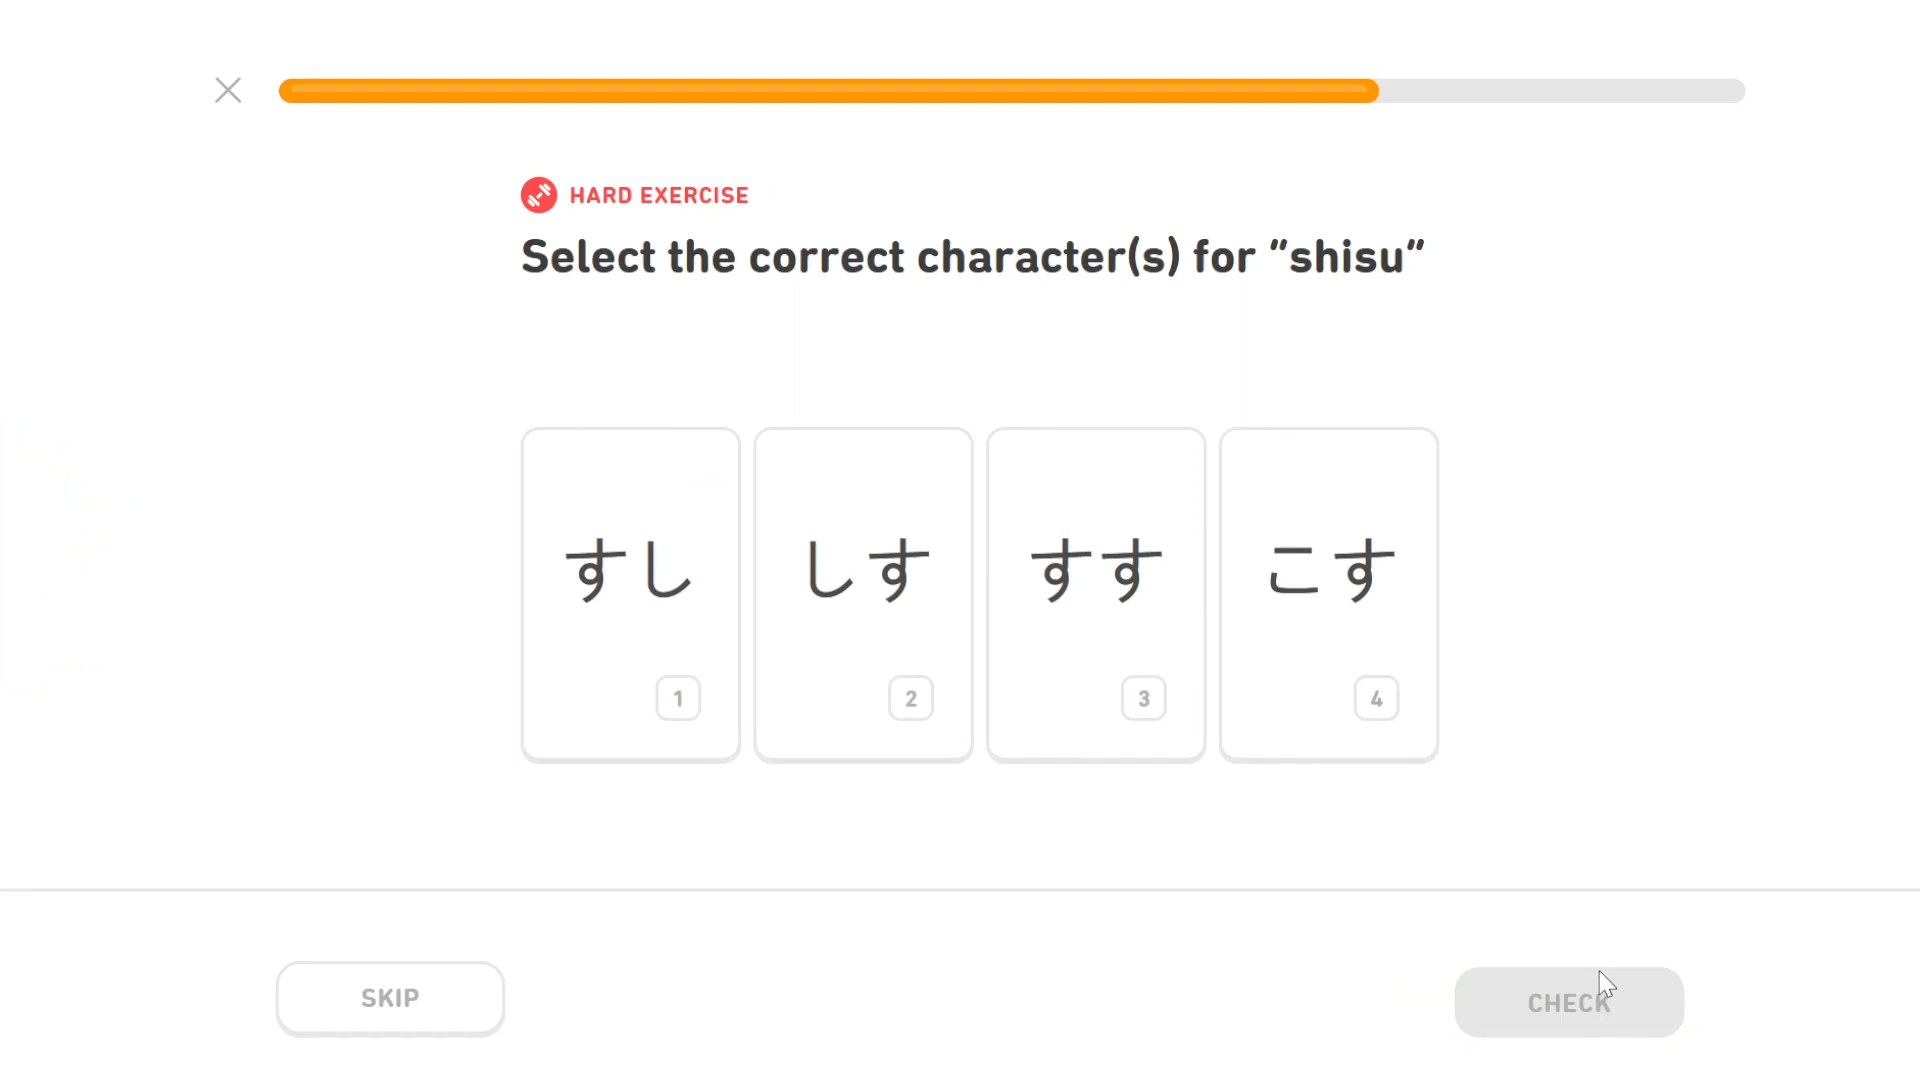 HARD EXERCISE
Select the correct character(s) for "shisu"
すし
しす
すす
こす
1
2
3
4
SKIP
CHECK